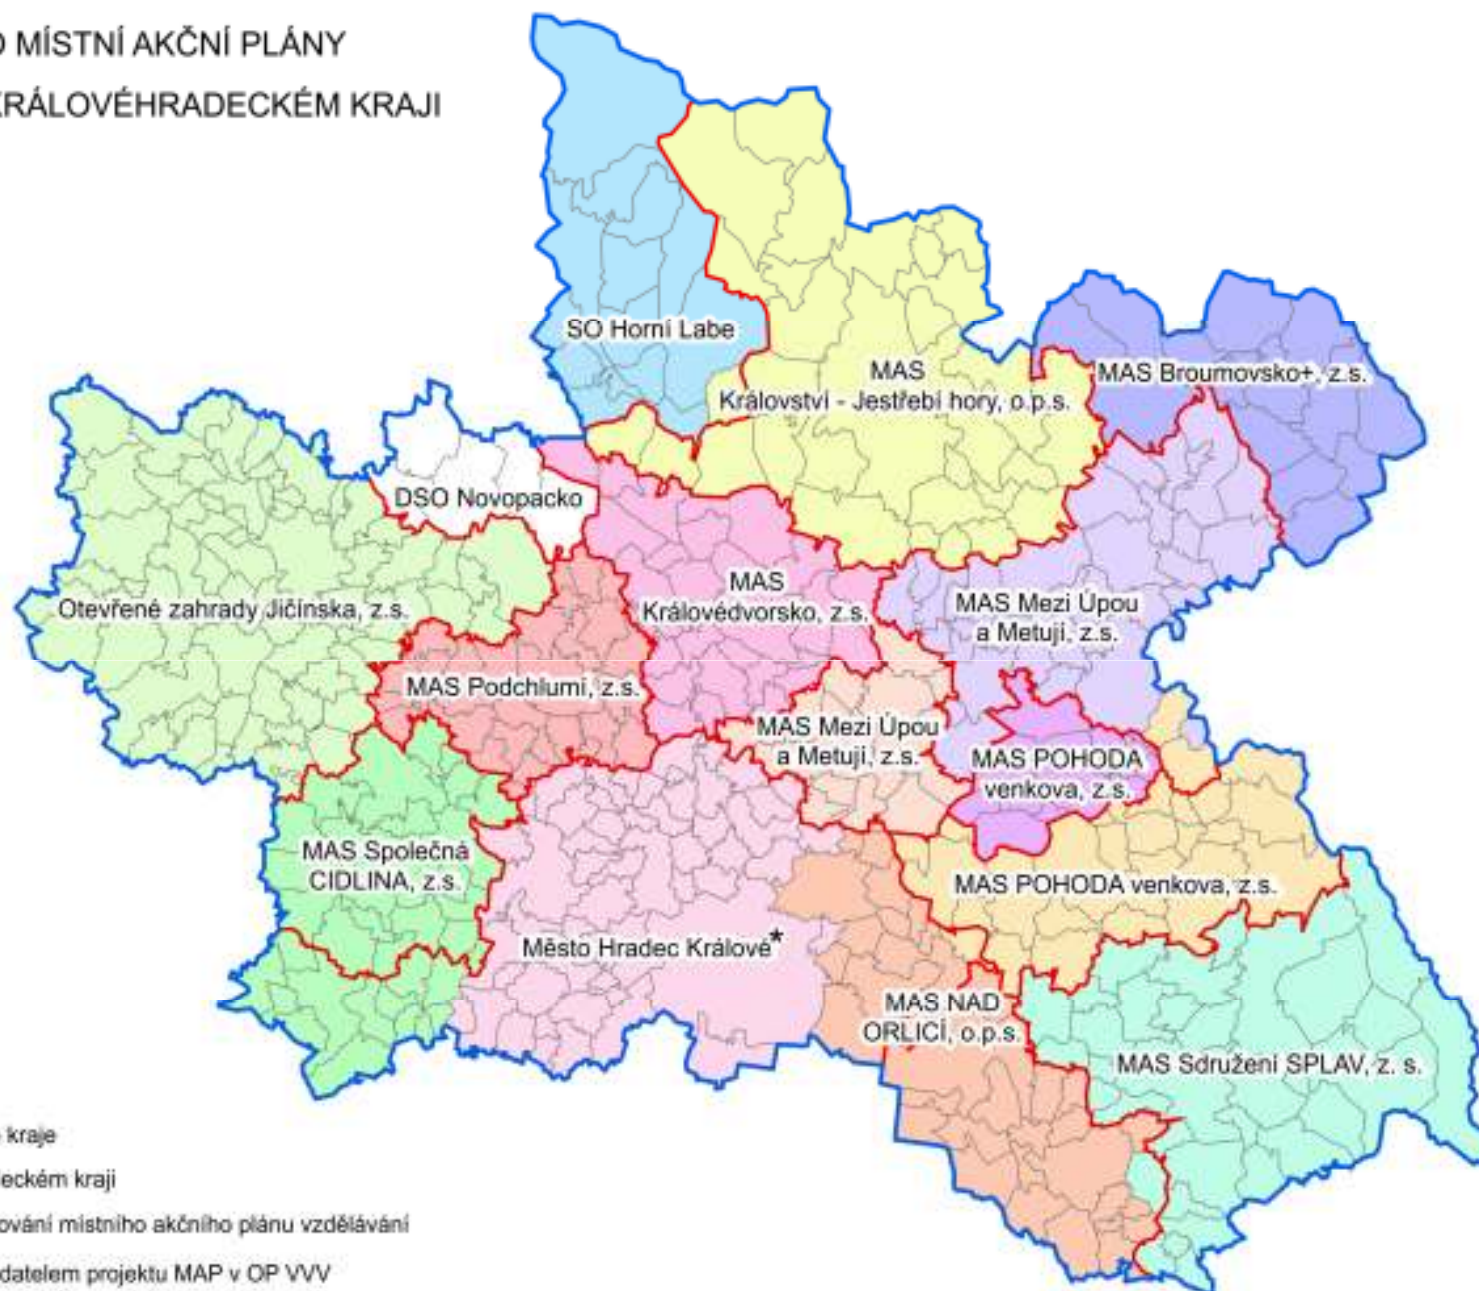 MÍSTNÍ AKČNÍ PLÁNY
KRÁLOVÉHRADECKÉM KRAJI
SO Horní Labe
MAS
Království - Jestřebí hory, o.p.s.
MAS Broumovsko+, z.s.
DSO Novopacko
Otevřené zahrady Jičínska, z.s.
MAS
Královédvorsko, z.s.
MAS Mezi Úpou
a Metují, z.s.
MAS Podchlumí, z.s.
MAS Mezi Úpou
a Metují, z.s.
MAS POHODA
venkova, z.s.
MAS Společná
CIDLINA, z.s.
MAS POHODA venkova, z.s.
Město Hradec Králové*
MAS NAD
ORLICÍ, o.p.s.
MAS Sdružení SPLAV, z. s.
kraje
eckém kraji
ování místního akčního plánu vzdělávání
datelem projektu MAP v OP VVV